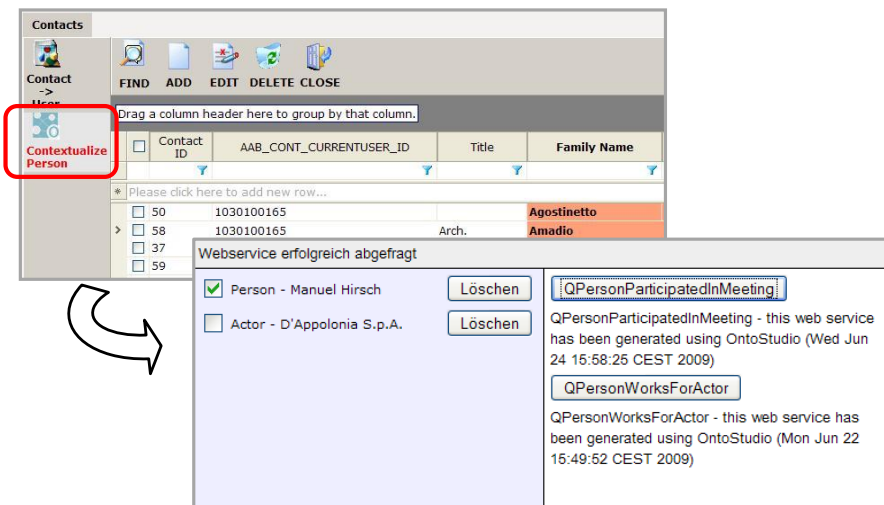 Contacts
Contact
->
User
Contextualize
Person
FIND ADD EDIT DELETE CLOSE
Drag a column header here to group by that column.
Contact ID AAB_CONT_CURRENTUSER_ID Title Family Name
* Please click here to add new row...
50 1030100165 Agostinetto
> 58 1030100165 Arch. Amadio
37
59
Webservice erfolgreich abgefragt
Person - Manuel Hirsch Löschen
Actor - D'Appolonia S.p.A. Löschen
QPersonParticipatedInMeeting
QPersonParticipatedInMeeting - this web service
has been generated using OntoStudio (Wed Jun
24 15:58:25 CEST 2009)
QPersonWorksForActor
QPersonWorksForActor - this web service has
been generated using OntoStudio (Mon Jun 22
15:49:52 CEST 2009)